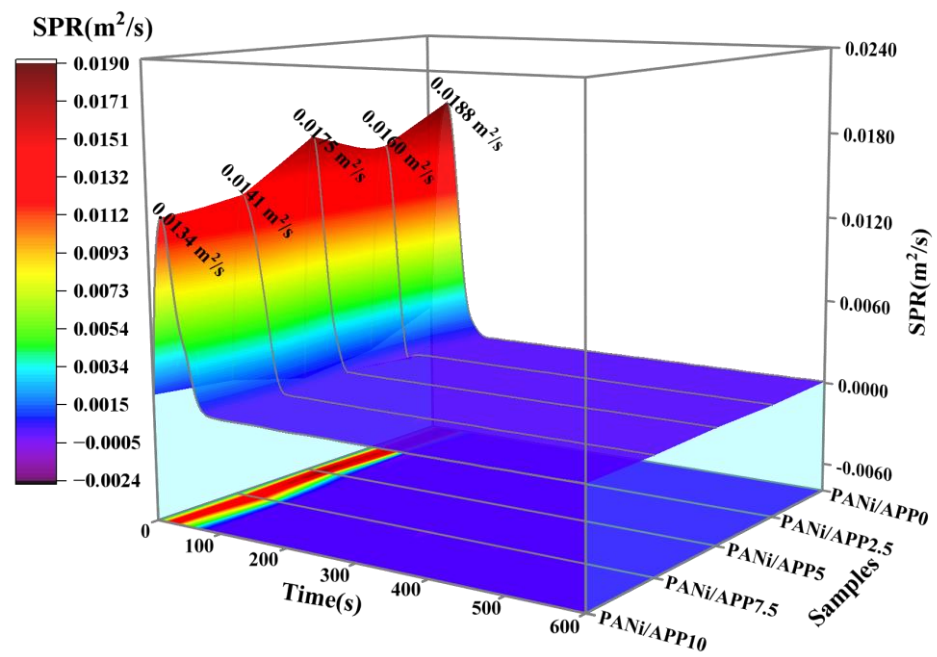 SPR(m²/s)
0.0190
0.0171
0.0151
0.0132
0.0112
0.0093
0.0073
0.0054
0.0034
0.0015
−0.0005
−0.0024
0.0134 m²/s
0.0141 m²/s
0.0175 m²/s
0.0160 m²/s
0.0188 m²/s
0.0240
0.0180
0.0120
0.0060
0.0000
-0.0060
SPR(m²/s)
0
100
200
300
400
500
600
Time(s)
PANi/APP0
PANi/APP2.5
PANi/APP5
PANi/APP7.5
PANi/APP10
Samples